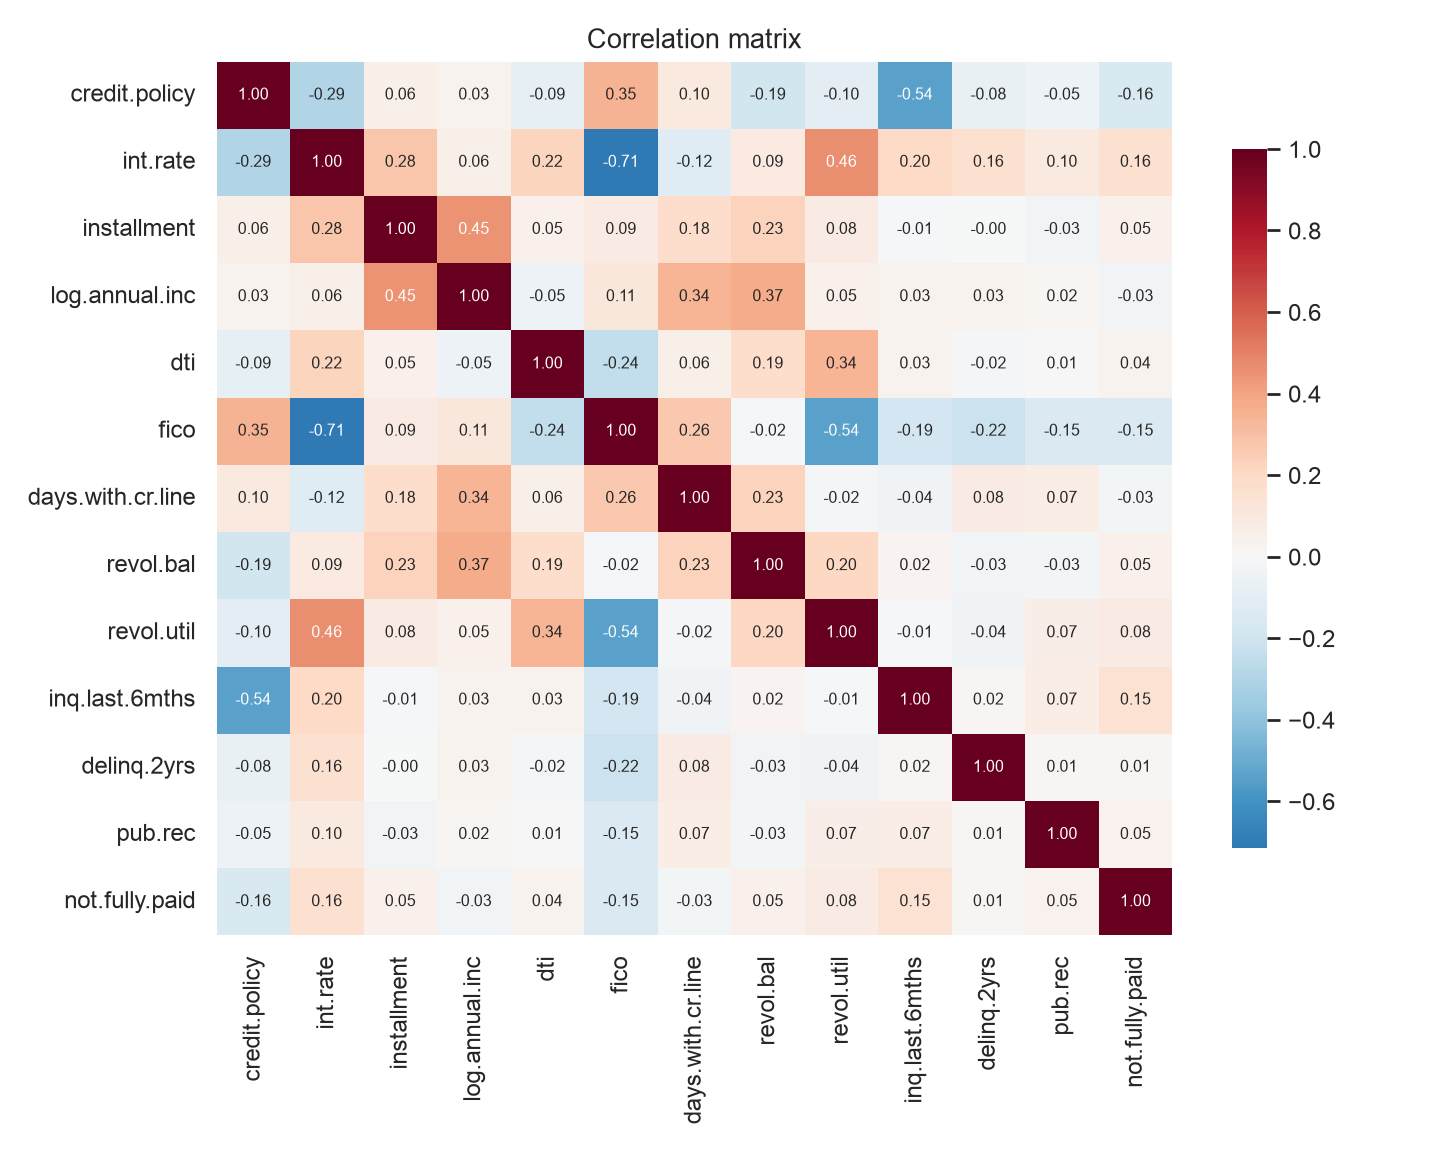 Correlation matrix
credit.policy 1.00 -0.29 0.06 0.03 -0.09 0.35 0.10 -0.19 -0.10 -0.54 -0.08 -0.05 -0.16
int.rate -0.29 1.00 0.28 0.06 0.22 -0.71 -0.12 0.09 0.46 0.20 0.16 0.10 0.16
installment 0.06 0.28 1.00 0.45 0.05 0.09 0.18 0.23 0.08 -0.01 -0.00 -0.03 0.05
log.annual.inc 0.03 0.06 0.45 1.00 -0.05 0.11 0.34 0.37 0.05 0.03 0.03 0.02 -0.03
dti -0.09 0.22 0.05 -0.05 1.00 -0.24 0.06 0.19 0.34 0.03 -0.02 0.01 0.04
fico 0.35 -0.71 0.09 0.11 -0.24 1.00 0.26 -0.02 -0.54 -0.19 -0.22 -0.15 -0.15
days.with.cr.line 0.10 -0.12 0.18 0.34 0.06 0.26 1.00 0.23 -0.02 -0.04 0.08 0.07 -0.03
revol.bal -0.19 0.09 0.23 0.37 0.19 -0.02 0.23 1.00 0.20 0.02 -0.03 -0.03 0.05
revol.util -0.10 0.46 0.08 0.05 0.34 -0.54 -0.02 0.20 1.00 -0.01 -0.04 0.07 0.08
inq.last.6mths -0.54 0.20 -0.01 0.03 0.03 -0.19 -0.04 0.02 -0.01 1.00 0.02 0.07 0.15
delinq.2yrs -0.08 0.16 -0.00 0.03 -0.02 -0.22 0.08 -0.03 -0.04 0.02 1.00 0.01 0.01
pub.rec -0.05 0.10 -0.03 0.02 0.01 -0.15 0.07 -0.03 0.07 0.07 0.01 1.00 0.05
not.fully.paid -0.16 0.16 0.05 -0.03 0.04 -0.15 -0.03 0.05 0.08 0.15 0.01 0.05 1.00
credit.policy
int.rate
installment
log.annual.inc
dti
fico
days.with.cr.line
revol.bal
revol.util
inq.last.6mths
delinq.2yrs
pub.rec
not.fully.paid
1.0
0.8
0.6
0.4
0.2
0.0
−0.2
−0.4
−0.6